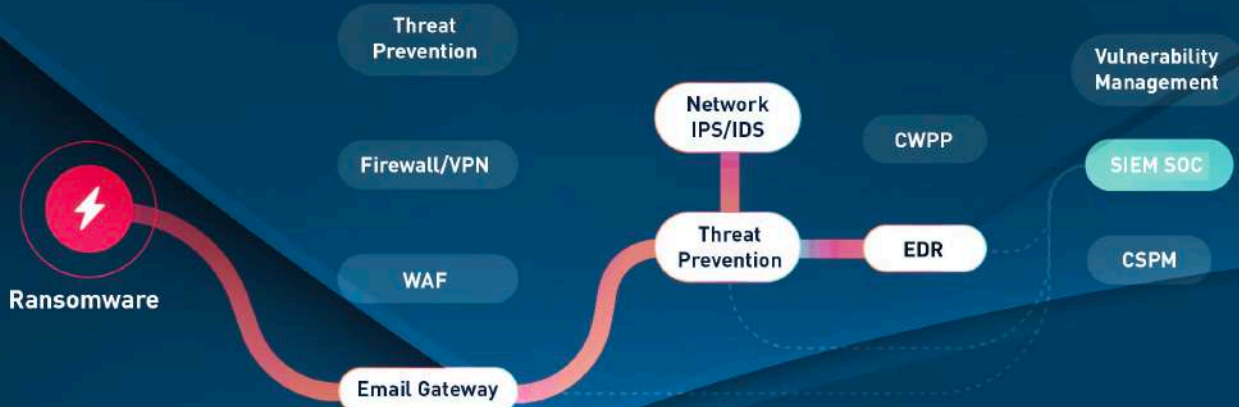 Threat
Prevention
Vulnerability
Management
Network
IPS/IDS
CWPP
Firewall/VPN
SIEM SOC
Threat
Prevention
EDR
WAF
CSPM
Ransomware
Email Gateway